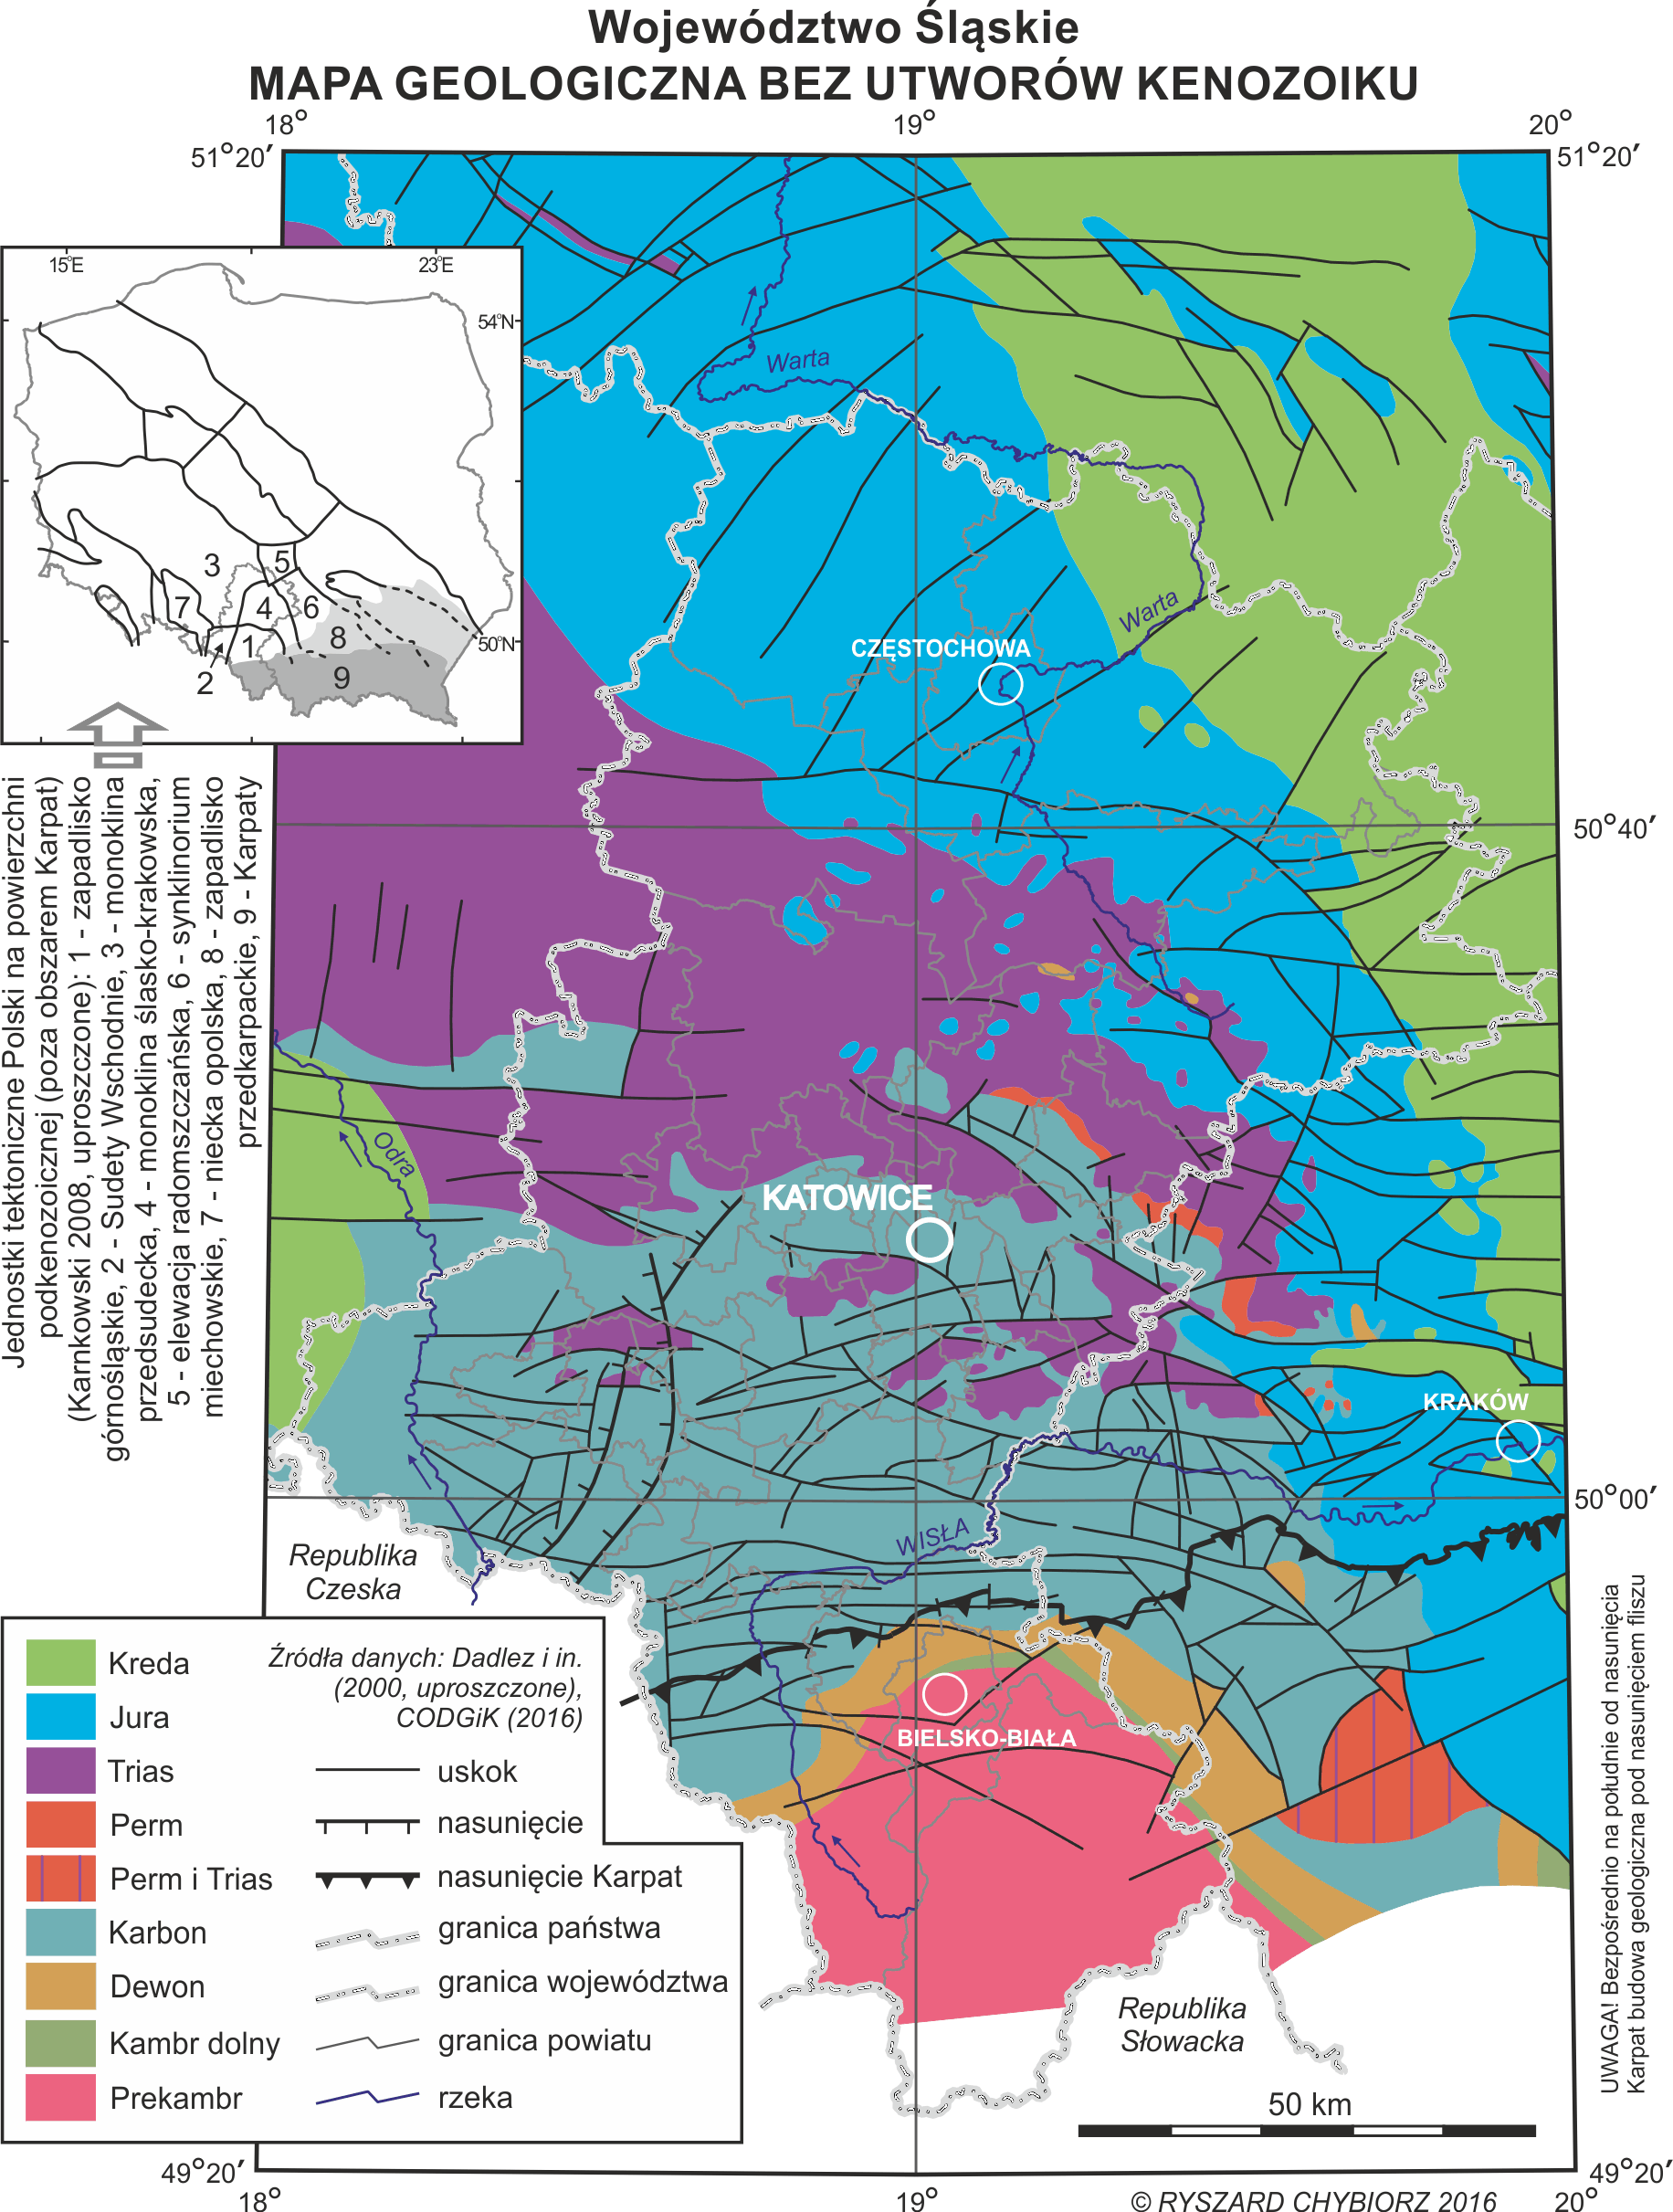 Województwo Śląskie
MAPA GEOLOGICZNA BEZ UTWORÓW KENOZOIKU
18° 19° 20°
51°20′ 51°20′
15°E 23°E
54°N
50°N
3 5 7 4 6 8 1 2 9
Warta
Warta
CZĘSTOCHOWA
50°40′
Odra
KATOWICE
KRAKÓW
50°00′
WISŁA
Republika
Czeska
BIELSKO-BIAŁA
Republika
Słowacka
50 km
Jednostki tektoniczne Polski na powierzchni
podkenozoicznej (poza obszarem Karpat)
(Karnkowski 2008, uproszczone): 1 - zapadlisko
górnośląskie, 2 - Sudety Wschodnie, 3 - monoklina
przedsudecka, 4 - monoklina śląsko-krakowska,
5 - elewacja radomszczańska, 6 - synklinorium
miechowskie, 7 - niecka opolska, 8 - zapadlisko
przedkarpackie, 9 - Karpaty
UWAGA! Bezpośrednio na południe od nasunięcia
Karpat budowa geologiczna pod nasunięciem fliszu
Kreda
Jura
Trias
Perm
Perm i Trias
Karbon
Dewon
Kambr dolny
Prekambr
Źródła danych: Dadlez i in.
(2000, uproszczone),
CODGiK (2016)
uskok
nasunięcie
nasunięcie Karpat
granica państwa
granica województwa
granica powiatu
rzeka
49°20′ 49°20′
18° 19° 20°
© RYSZARD CHYBIORZ 2016